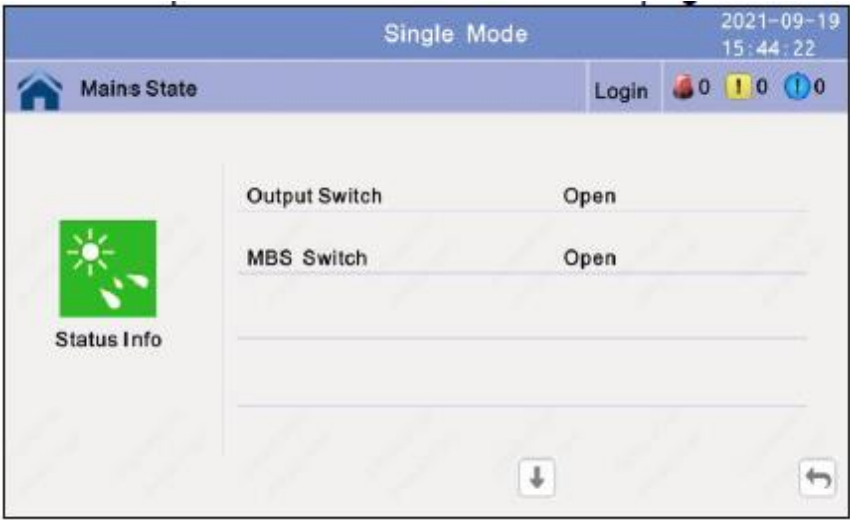 Single Mode
2021-09-19
15:44:22
Mains State
Login
0
0
0
Output Switch Open
MBS Switch Open
Status Info